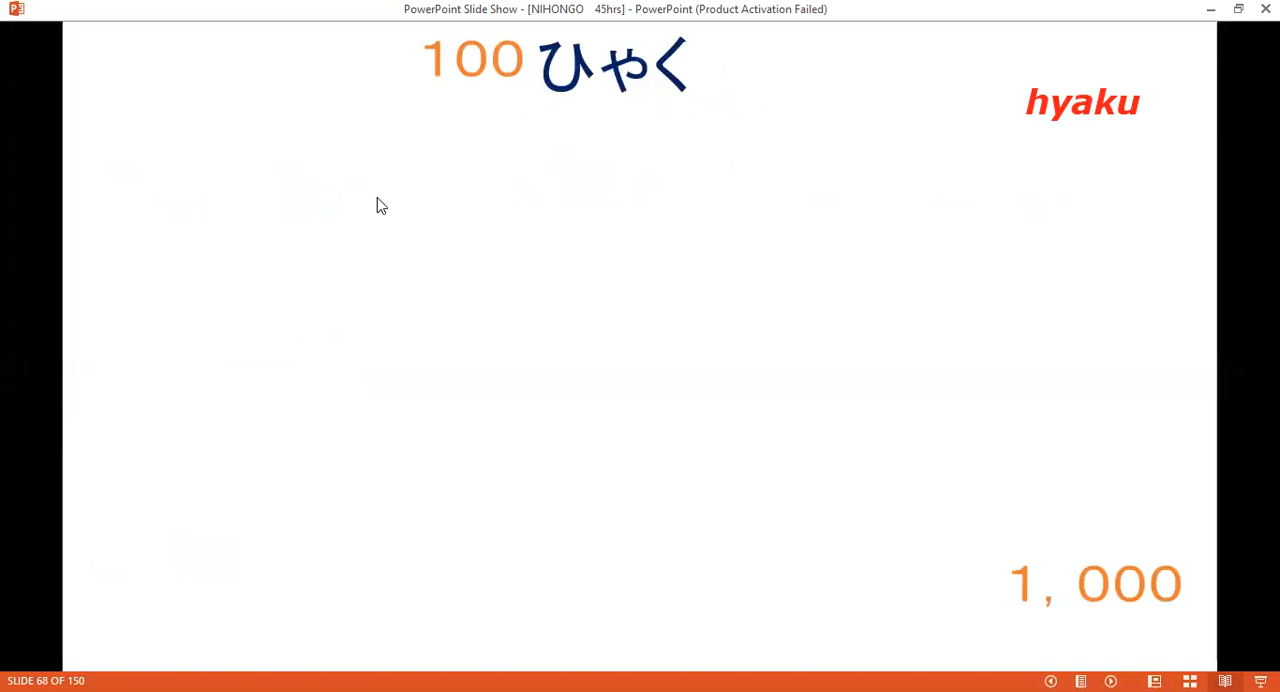 PowerPoint Slide Show - [NIHONGO 45hrs] - PowerPoint (Product Activation Failed)
100 ひゃく
hyaku
1, 000
SLIDE 68 OF 150